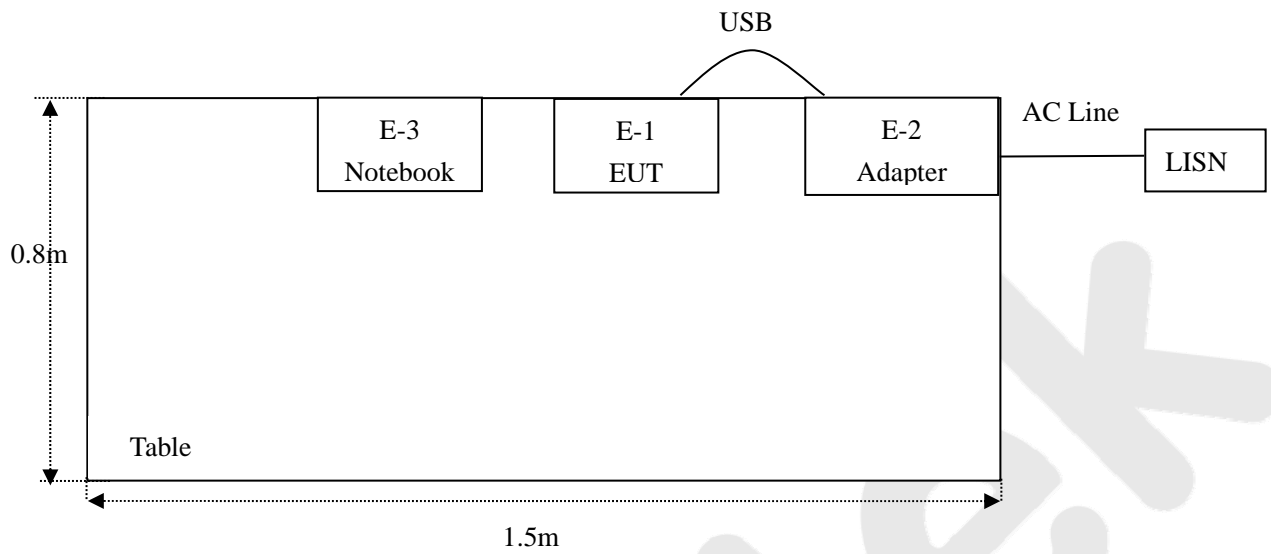 USB
E-3
Notebook
E-1
EUT
E-2
Adapter
AC Line
LISN
0.8m
Table
1.5m